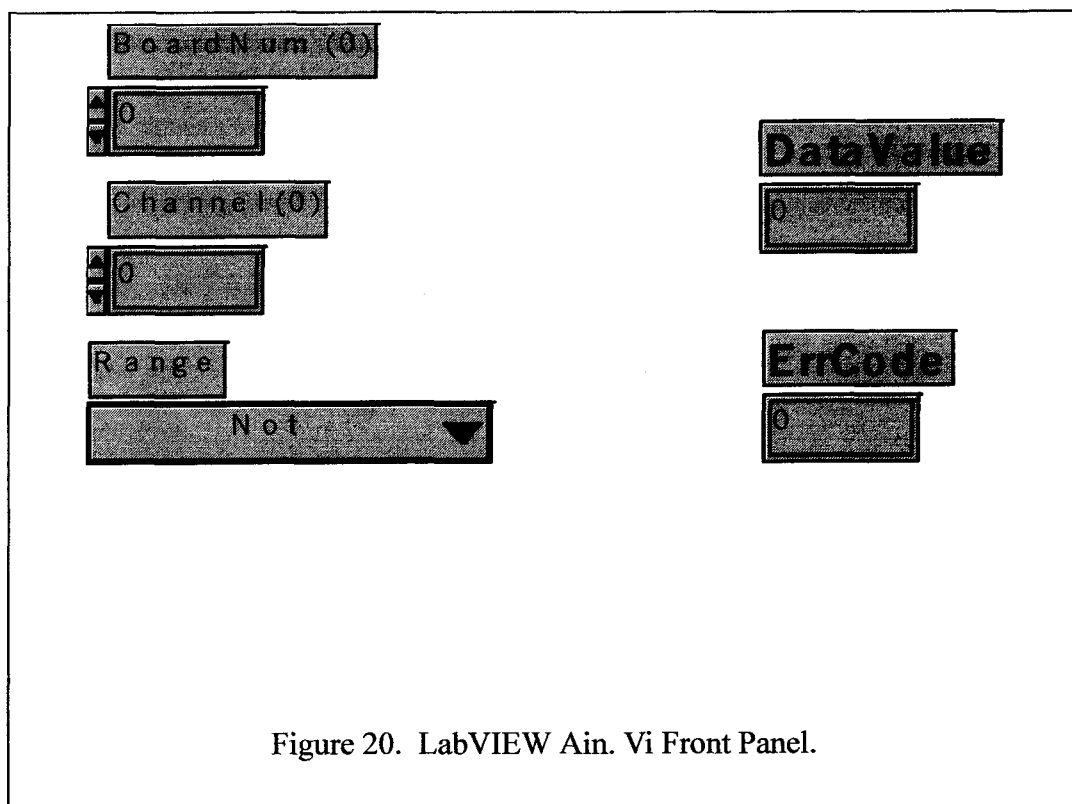 BoardNum (0)
0
Channel (0)
0
Range
Not
DataValue
0
ErrCode
0
Figure 20. LabVIEW Ain. Vi Front Panel.